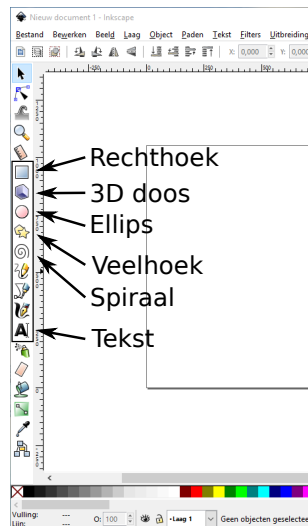 Nieuw document 1 - Inkscape
Bestand Bewerken Beeld Laag Object Paden Tekst Filters Uitbreiding
X: 0,000 Y: 0,000
Rechthoek
3D doos
Ellips
Veelhoek
Spiraal
Tekst
Vulling: --- O: 100 •Laag 1 Geen objecten geselecte
Lijn: ---